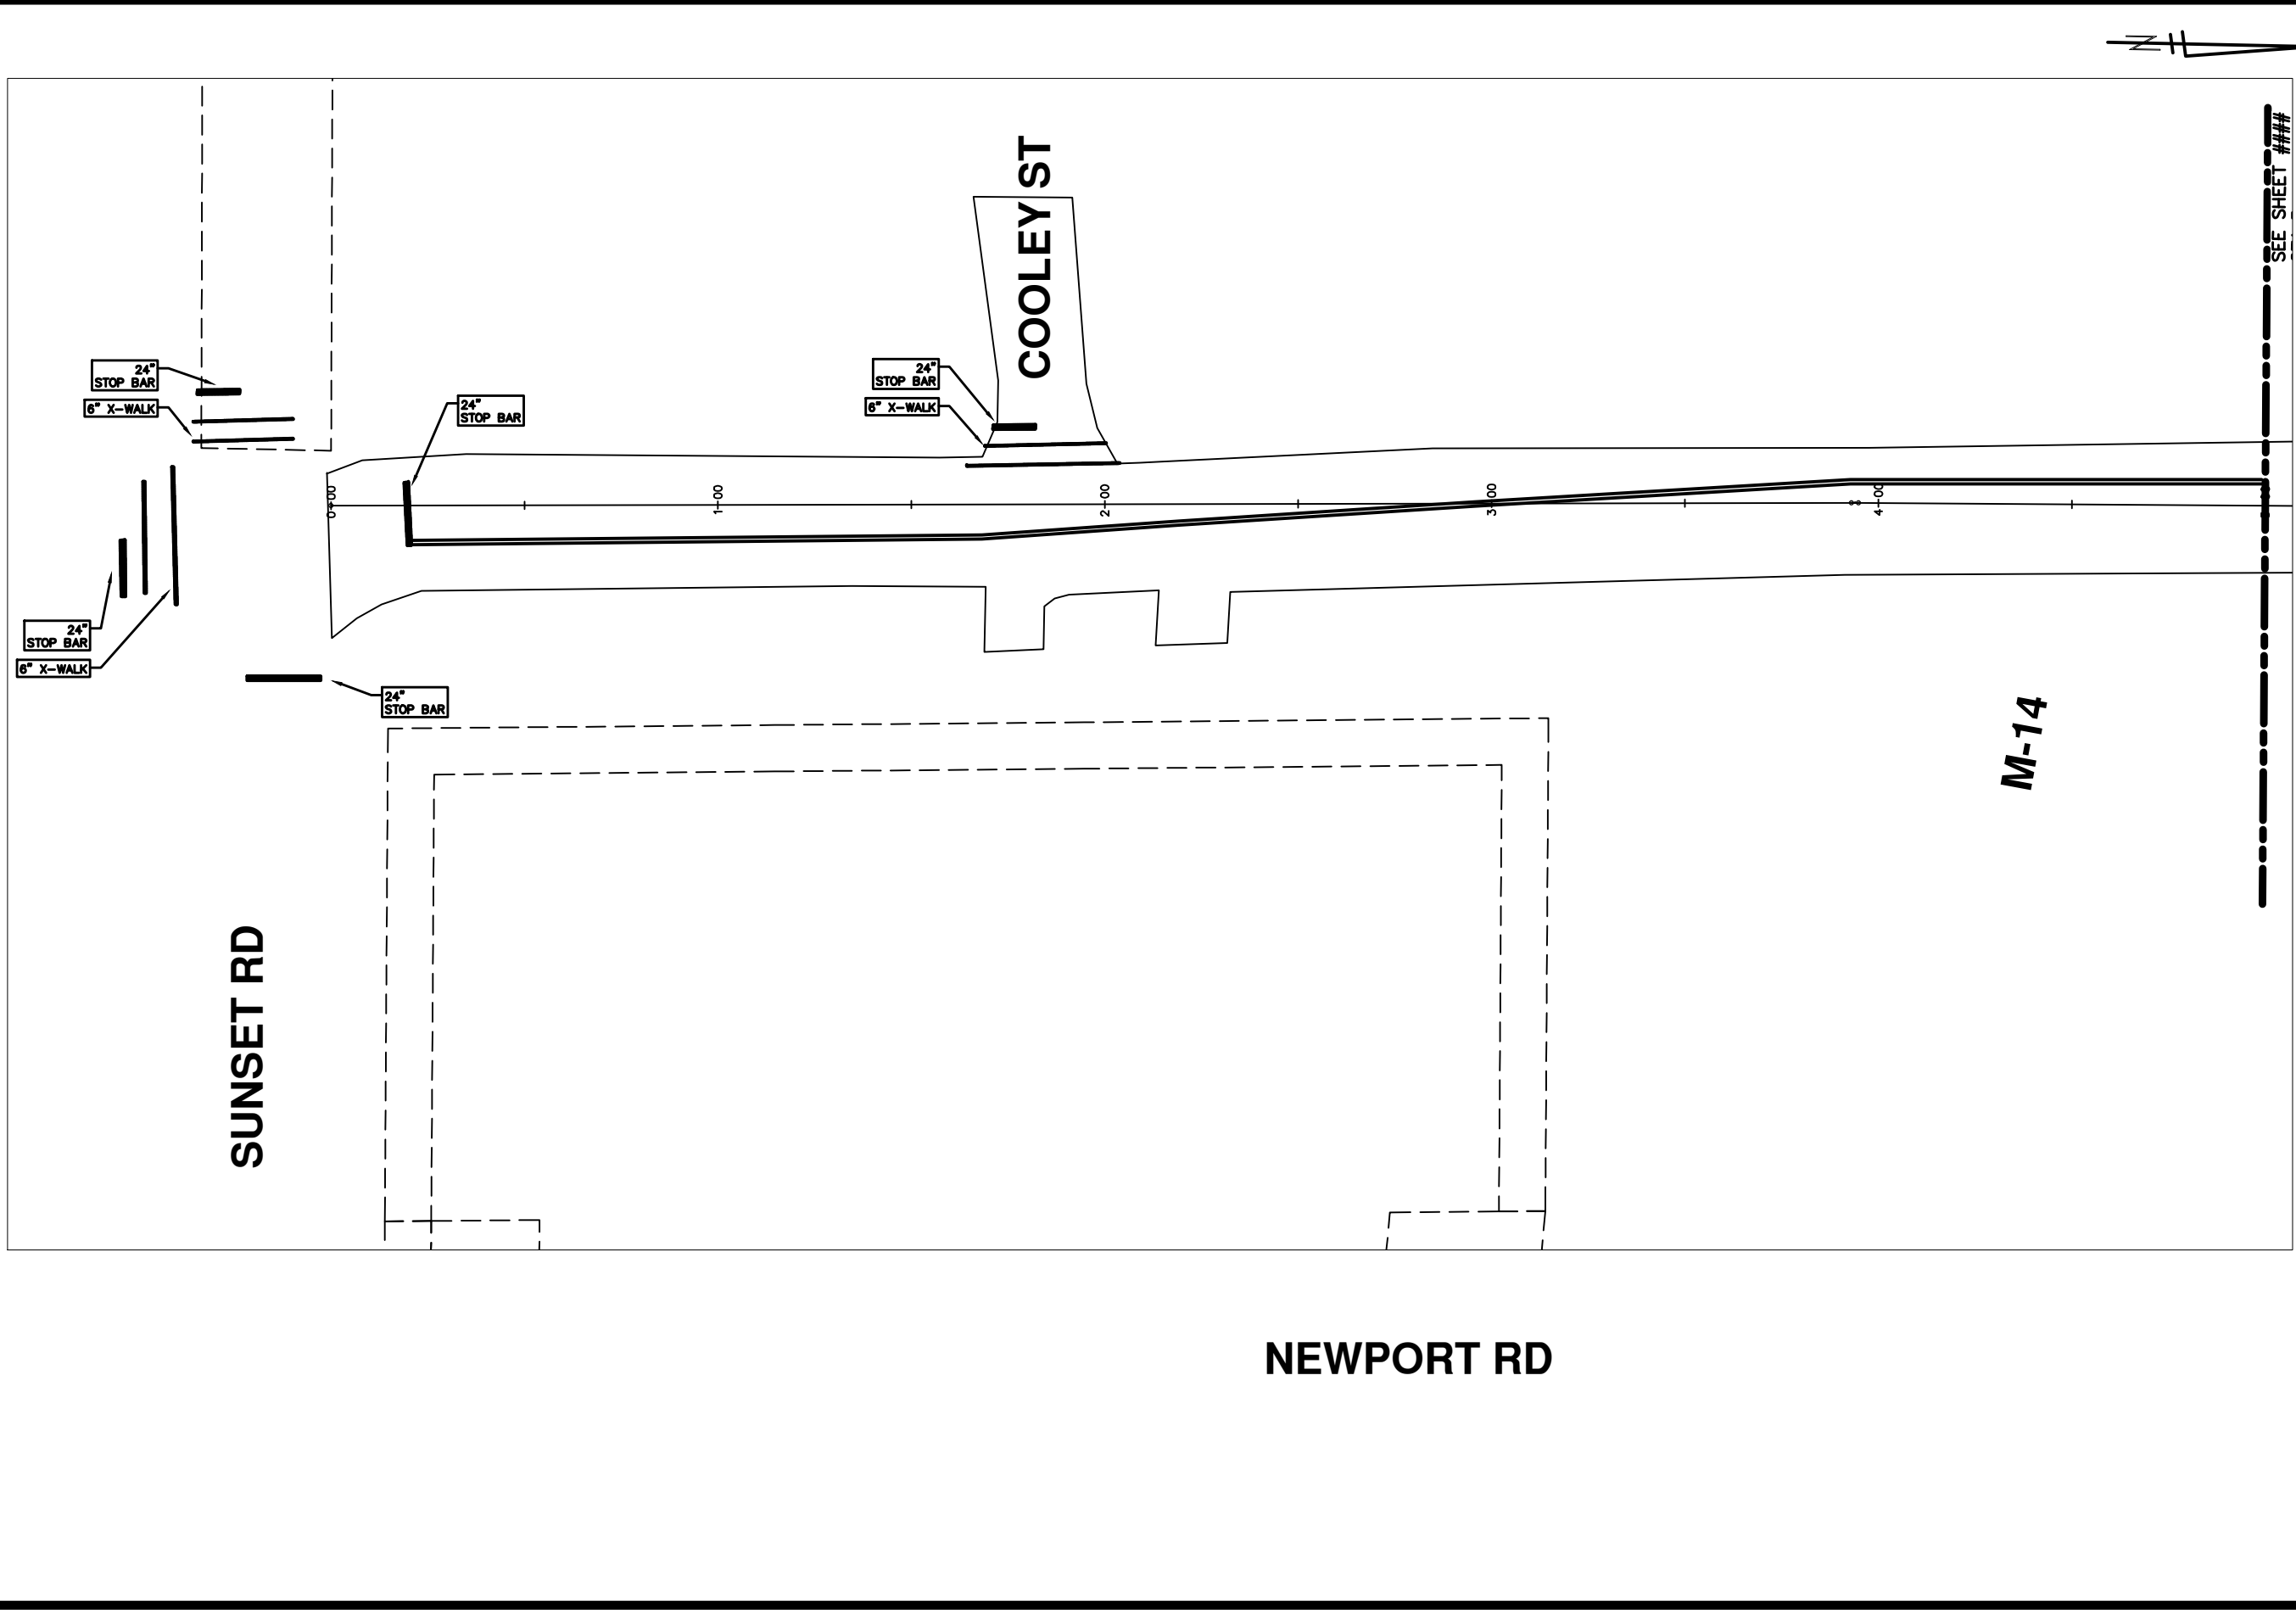 N
SEE SHEET ####
COOLEY ST
24"
STOP BAR
6" X-WALK
24"
STOP BAR
24"
STOP BAR
6" X-WALK
0+00
1+00
2+00
3+00
4+00
24"
STOP BAR
6" X-WALK
24"
STOP BAR
M-14
SUNSET RD
NEWPORT RD